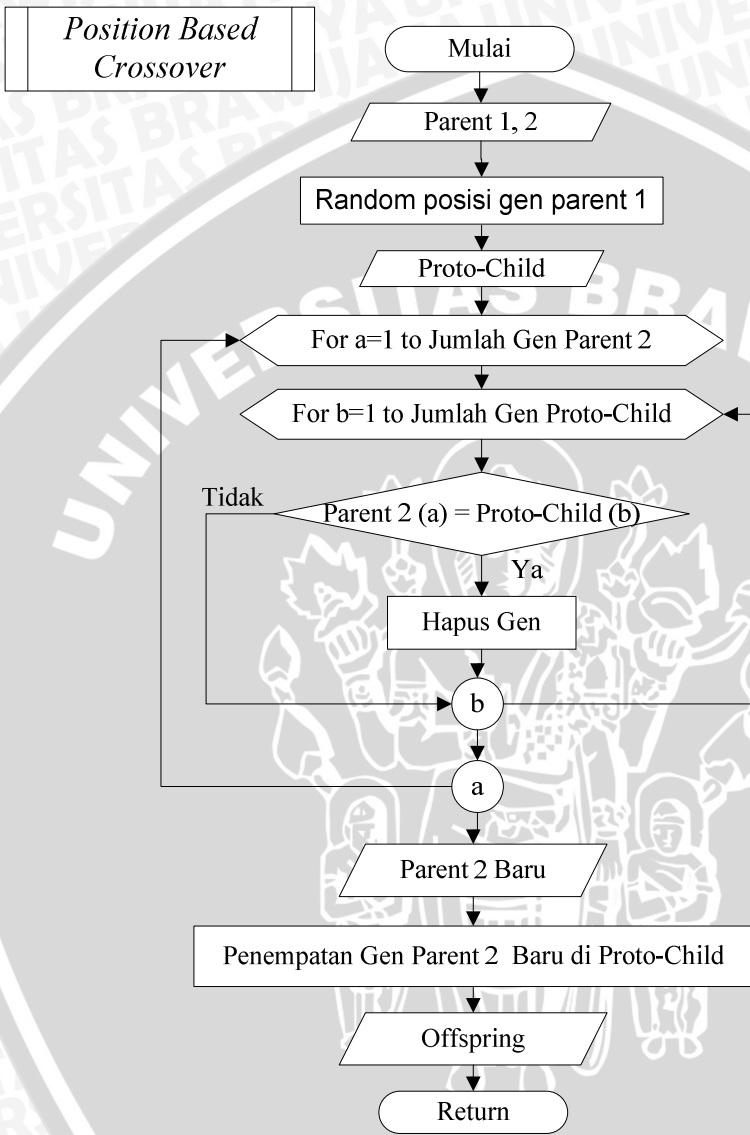 Position Based
Crossover
Mulai
Parent 1, 2
Random posisi gen parent 1
Proto-Child
For a=1 to Jumlah Gen Parent 2
For b=1 to Jumlah Gen Proto-Child
Tidak
Parent 2 (a) = Proto-Child (b)
Ya
Hapus Gen
b
a
Parent 2 Baru
Penempatan Gen Parent 2 Baru di Proto-Child
Offspring
Return
UNIVERSITAS BRA